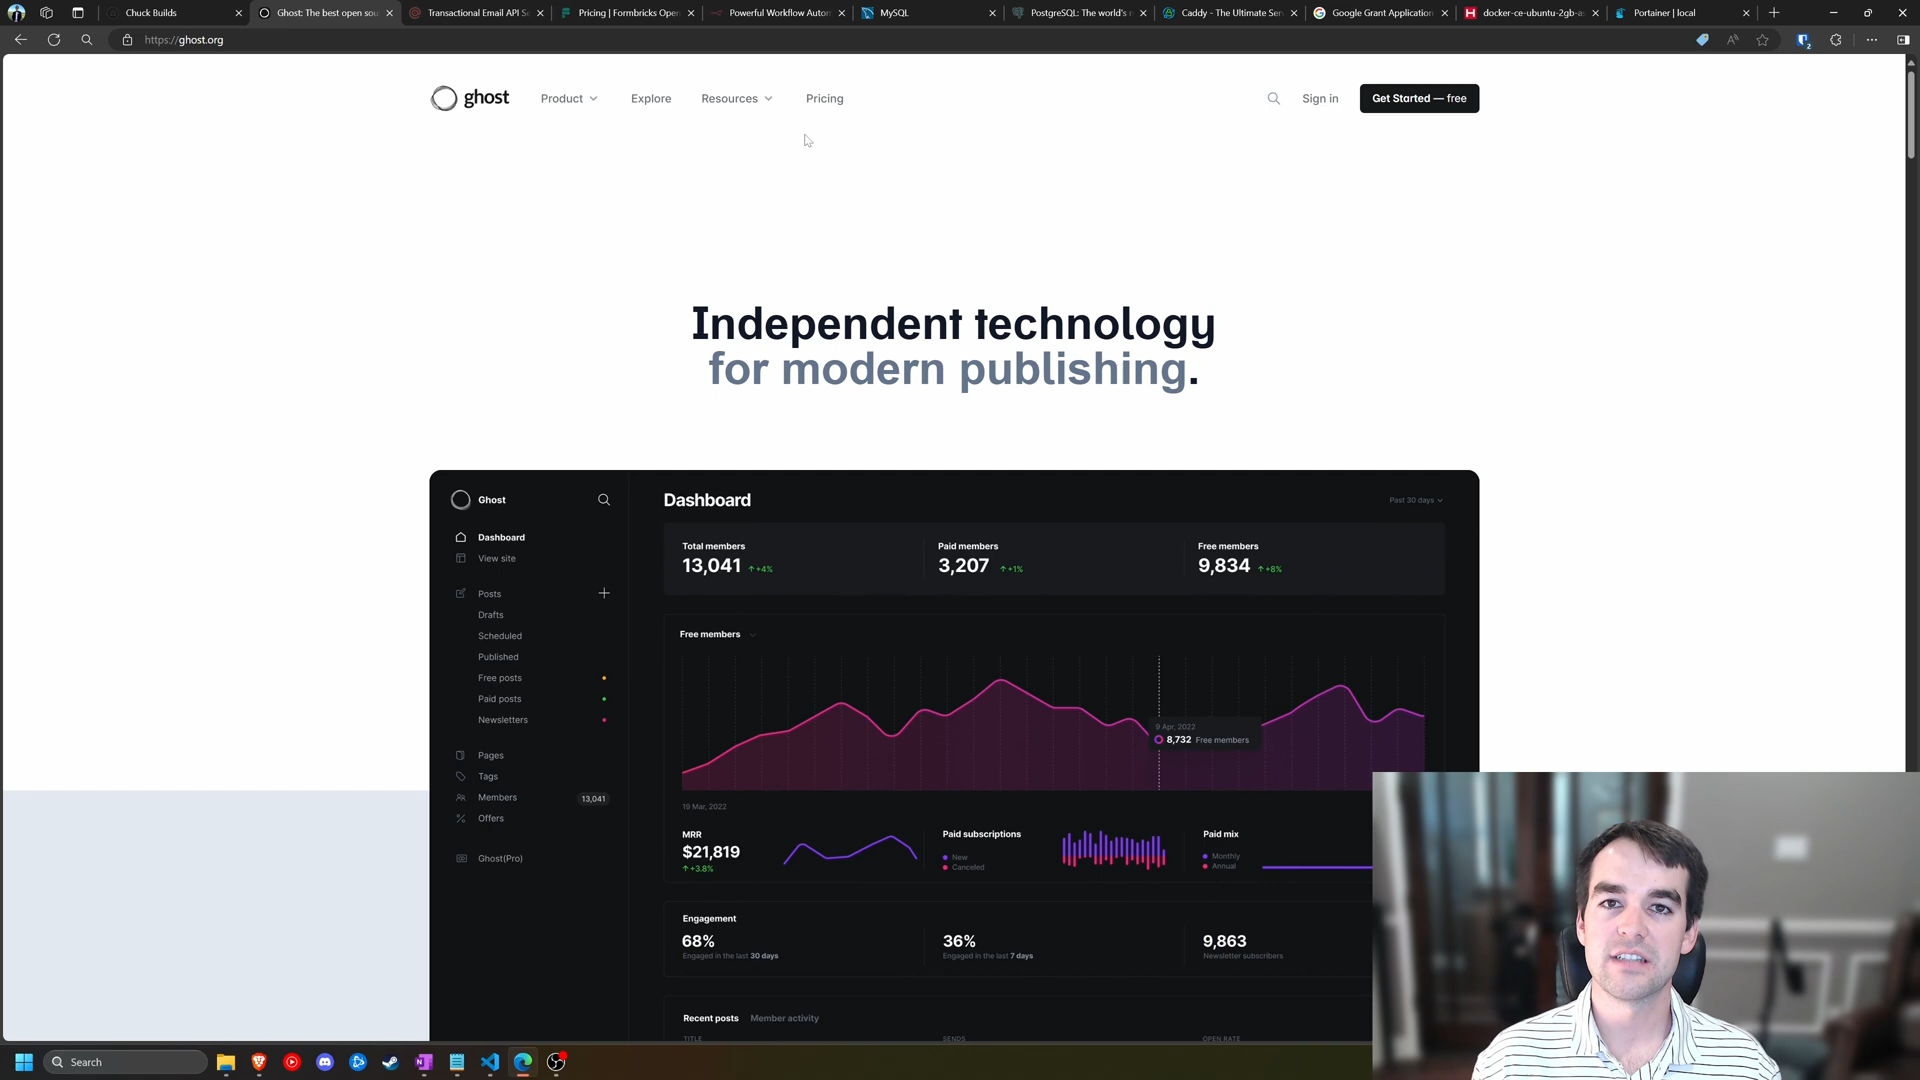 Chuck Builds
Ghost: The best open sou
Transactional Email API Se
Pricing | Formbricks Open
Powerful Workflow Autom
MySQL
PostgreSQL: The world's m
Caddy - The Ultimate Serv
Google Grant Application
docker-ce-ubuntu-2gb-as
Portainer | local
https://ghost.org
2
ghost
Product
Explore
Resources
Pricing
Sign in
Get Started — free
Independent technology
for modern publishing.
Ghost
Dashboard
View site
Posts
Drafts
Scheduled
Published
Free posts
Paid posts
Newsletters
Pages
Tags
Members
13,041
Offers
Ghost(Pro)
Dashboard
Past 30 days
Total members
13,041 +4%
Paid members
3,207 +1%
Free members
9,834 +8%
Free members
9 Apr, 2022
8,732 Free members
19 Mar, 2022
MRR
$21,819
+3.8%
Paid subscriptions
New
Canceled
Paid mix
Monthly
Annual
Engagement
68%
Engaged in the last 30 days
36%
Engaged in the last 7 days
9,863
Newsletter subscribers
Recent posts
Member activity
TITLE
SENDS
OPEN RATE
Search